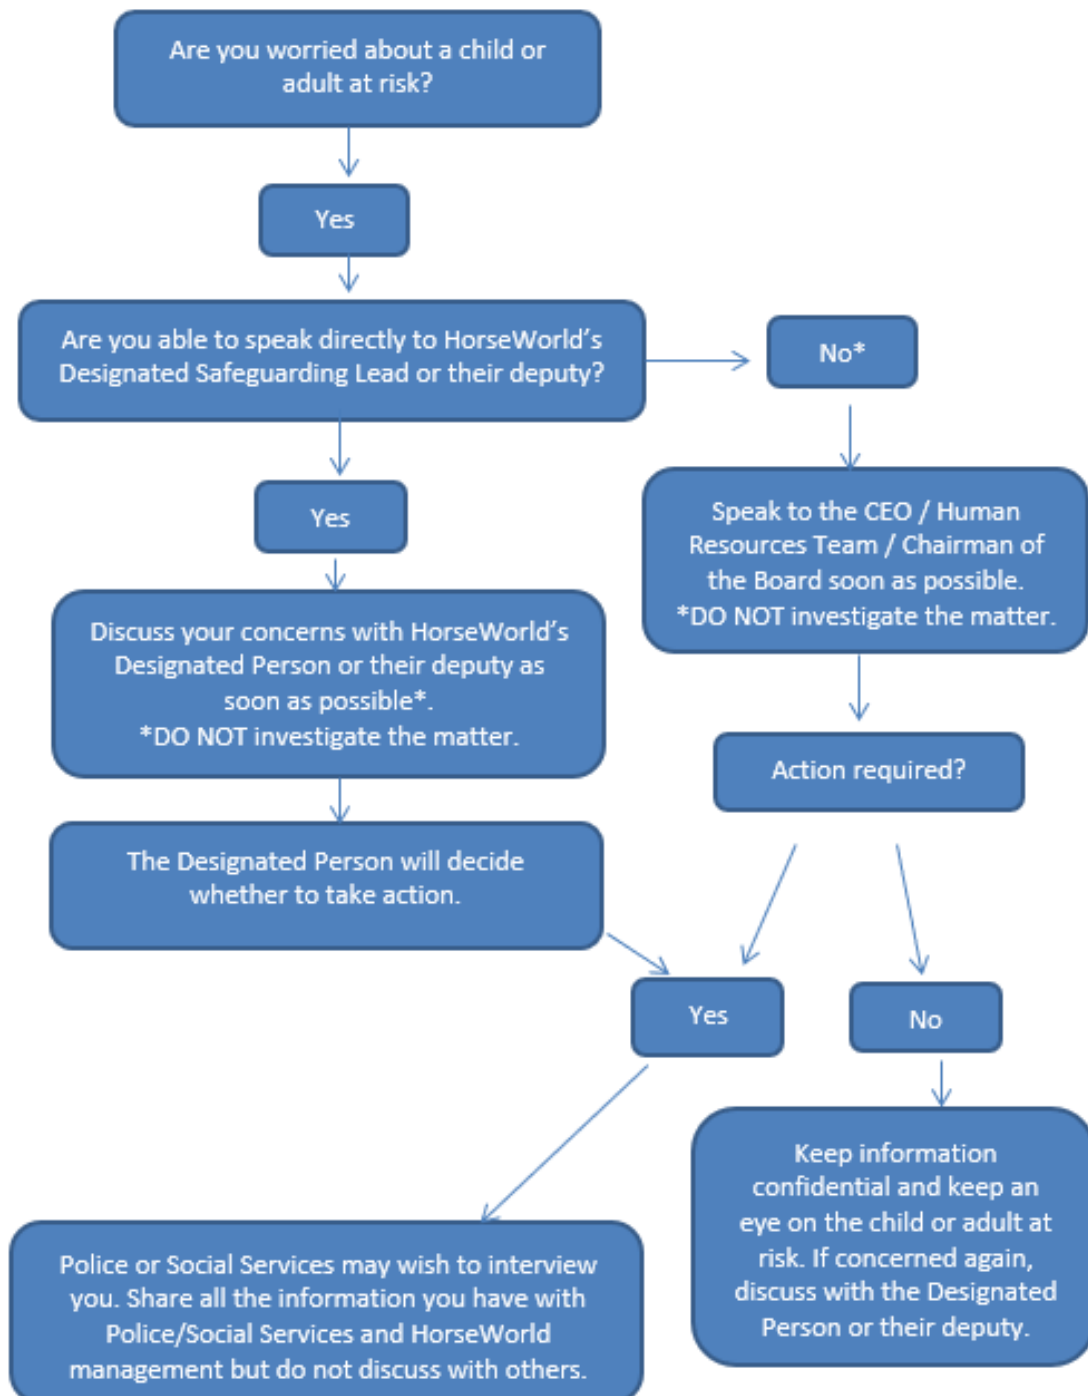 Are you worried about a child or
adult at risk?
Yes
Are you able to speak directly to HorseWorld's
Designated Safeguarding Lead or their deputy?
No*
Yes
Speak to the CEO / Human
Resources Team / Chairman of
the Board soon as possible.
*DO NOT investigate the matter.
Discuss your concerns with HorseWorld's
Designated Person or their deputy as
soon as possible*.
*DO NOT investigate the matter.
Action required?
The Designated Person will decide
whether to take action.
Yes
No
Keep information
confidential and keep an
eye on the child or adult at
risk. If concerned again,
discuss with the Designated
Person or their deputy.
Police or Social Services may wish to interview
you. Share all the information you have with
Police/Social Services and HorseWorld
management but do not discuss with others.